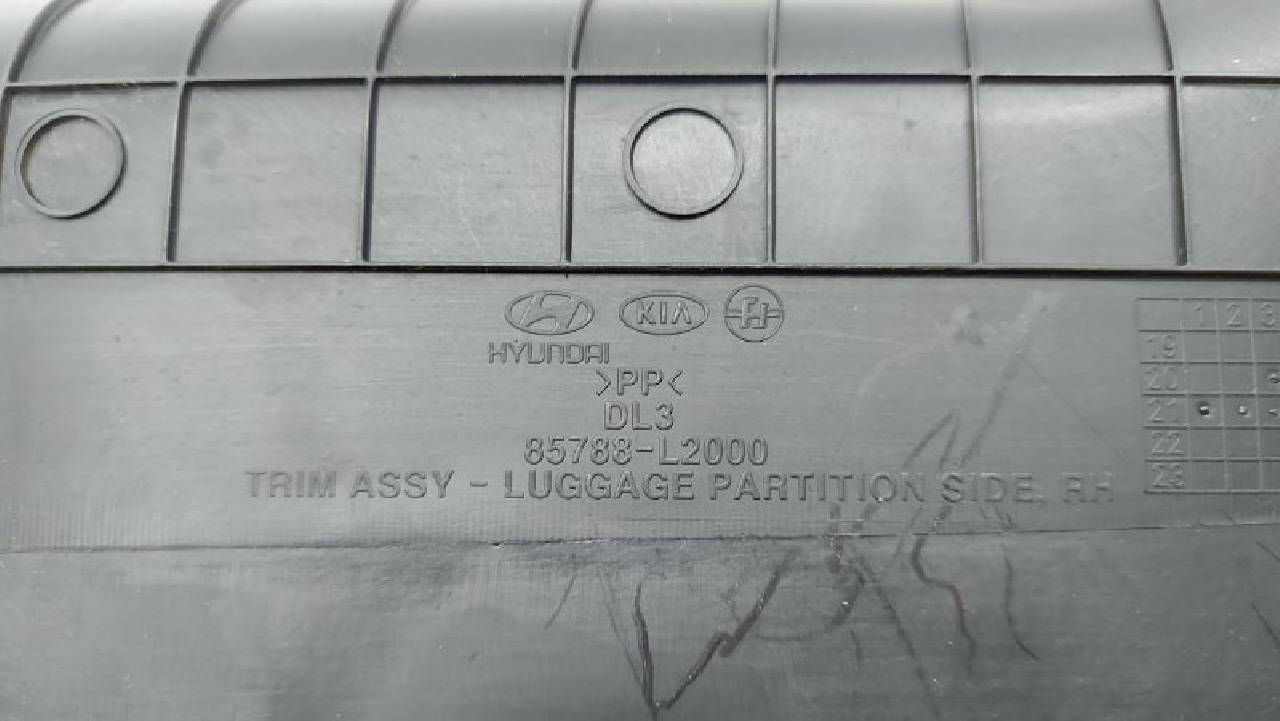 KIA
HYUNDAI
>PP<
DL3
85788-L2000
TRIM ASSY - LUGGAGE PARTITION SIDE, RH
1 2 3
19
20
21
22
23